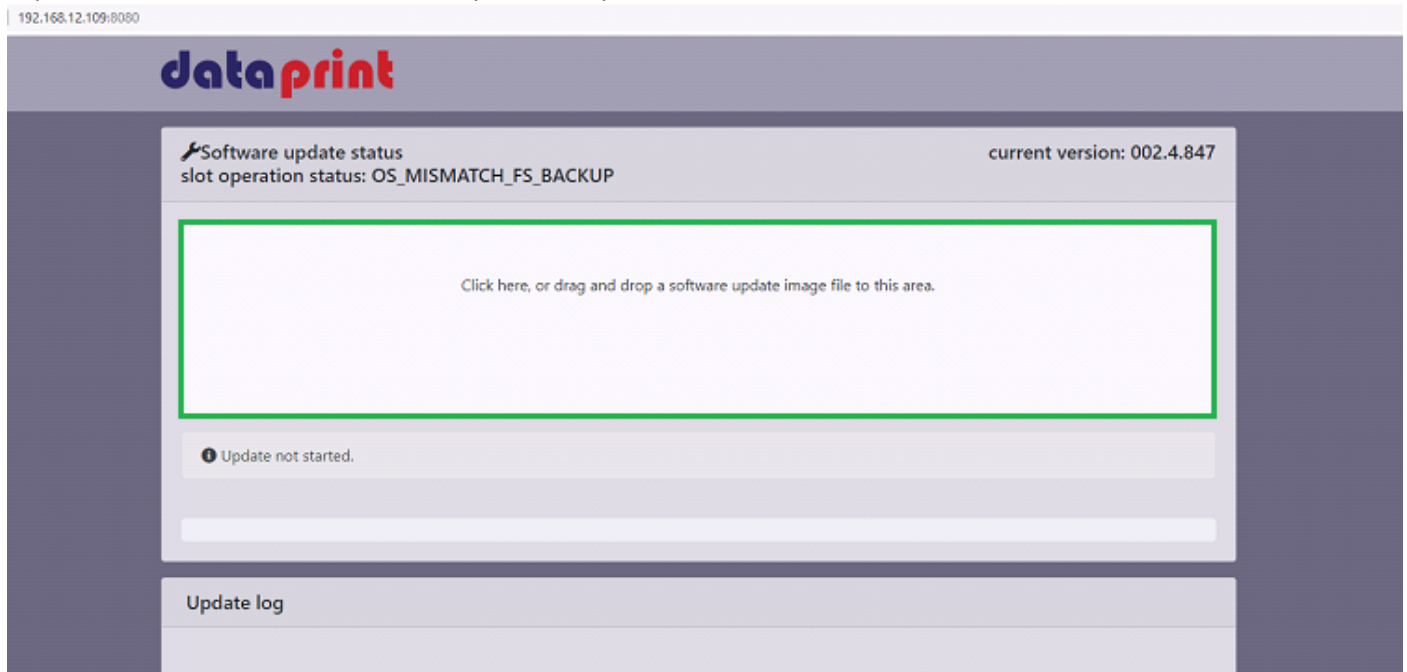 192.168.12.109:8080
dataprint
Software update status
current version: 002.4.847
slot operation status: OS_MISMATCH_FS_BACKUP
Click here, or drag and drop a software update image file to this area.
Update not started.
Update log